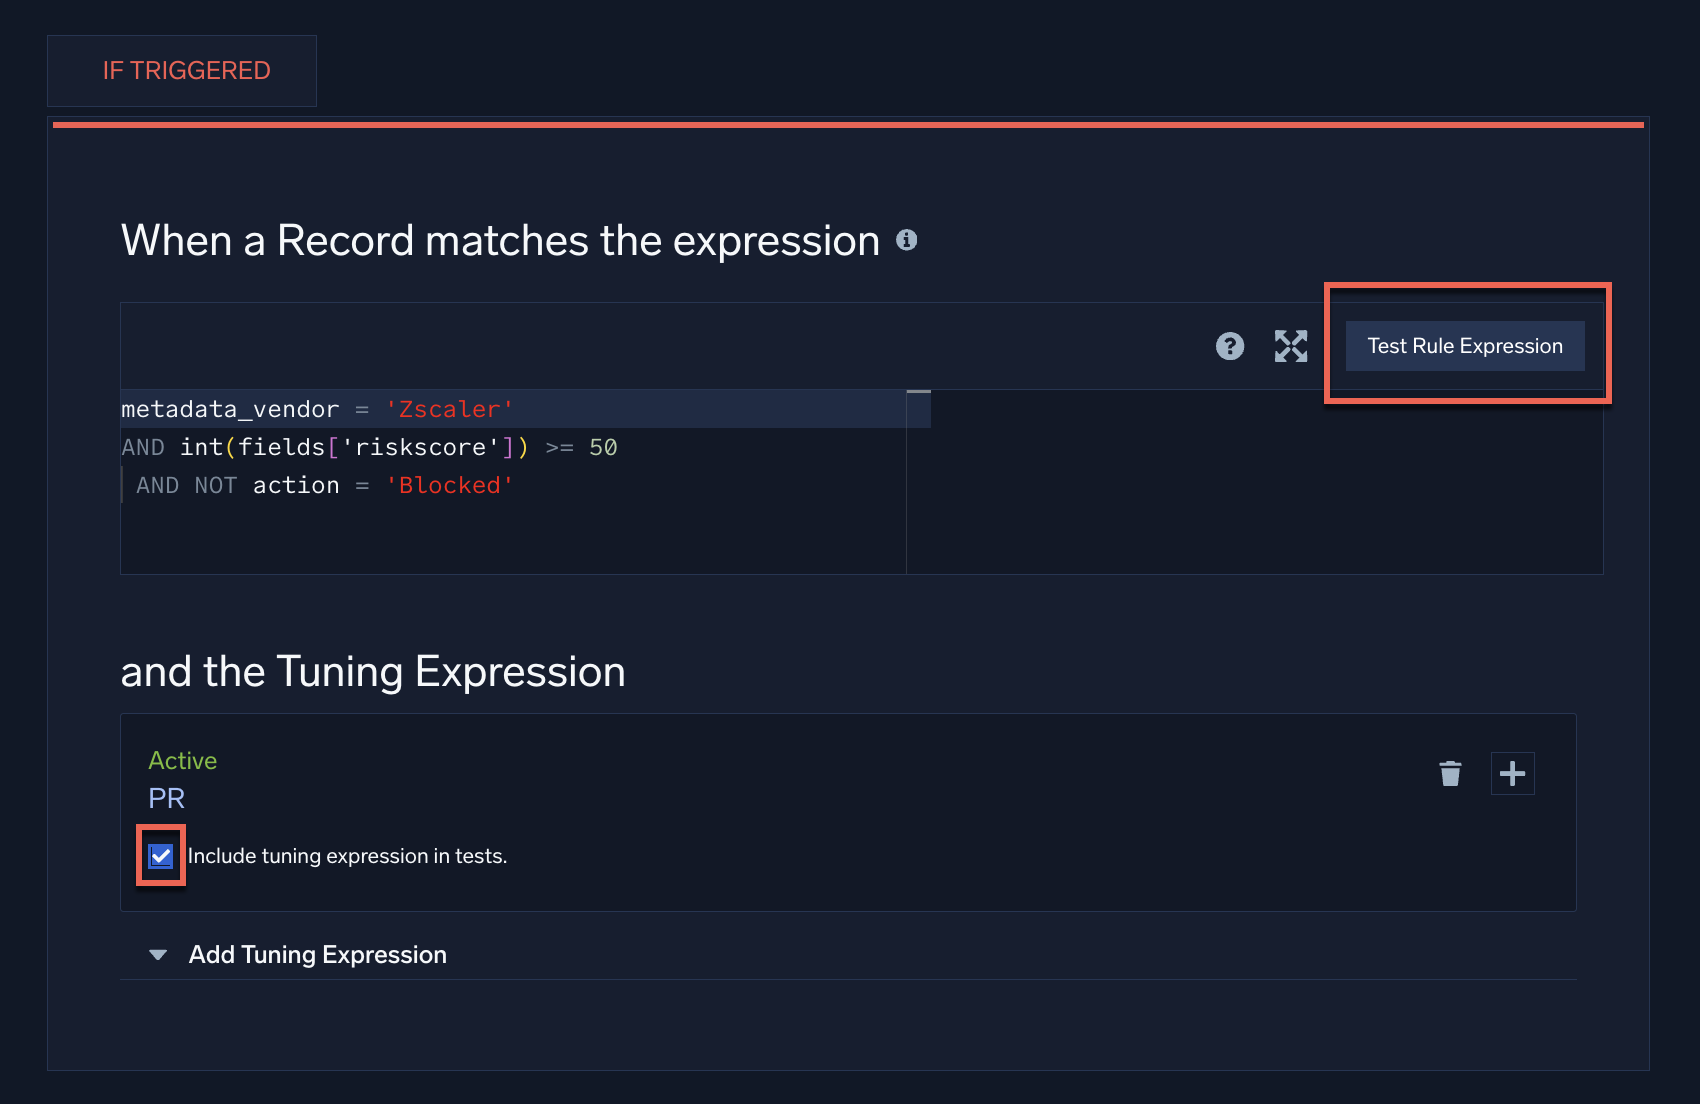 IF TRIGGERED
When a Record matches the expression
Test Rule Expression
metadata_vendor = 'Zscaler'
AND int(fields['riskscore']) >= 50
AND NOT action = 'Blocked'
and the Tuning Expression
Active
PR
Include tuning expression in tests.
Add Tuning Expression